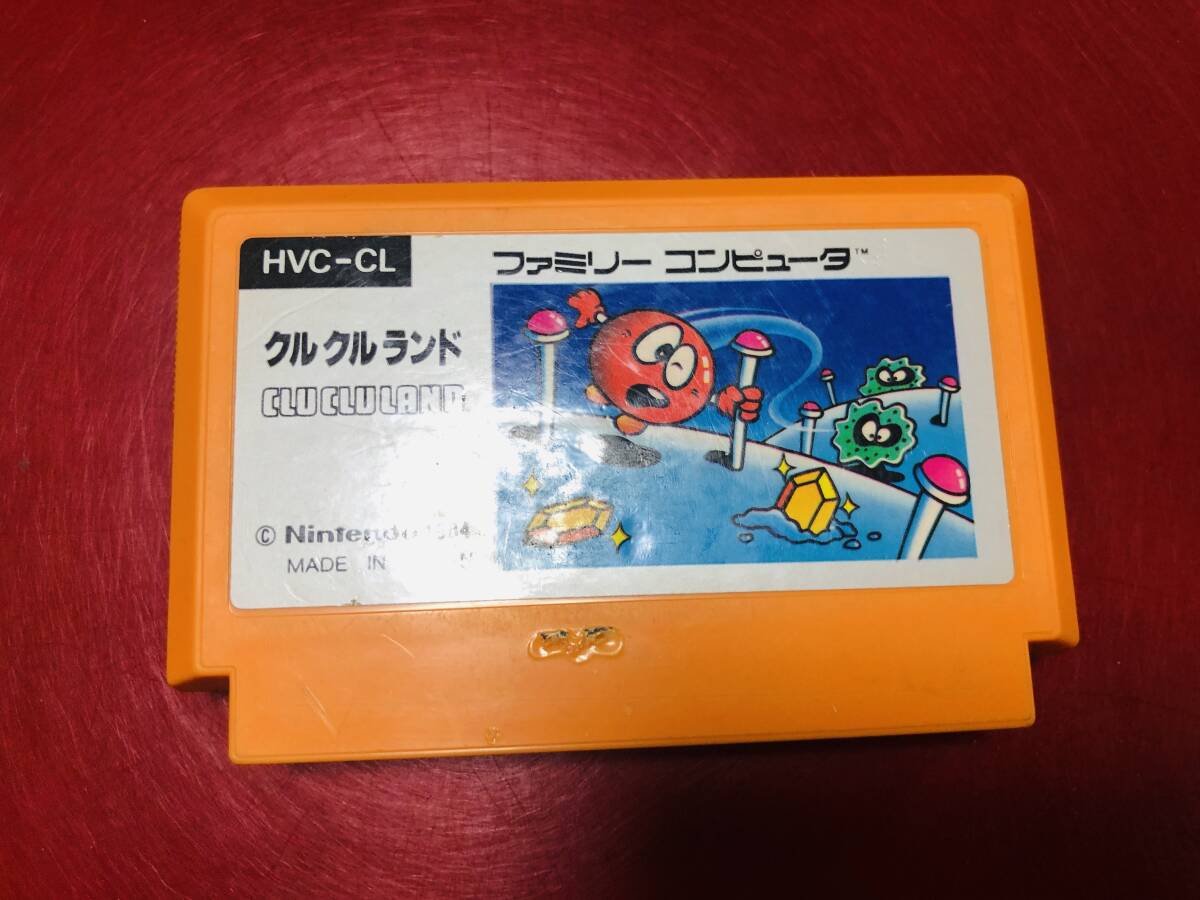 HVC-CL
ファミリー コンピュータ™
クルクルランド
CLU CLU LAND
© Nintendo 1984
MADE IN